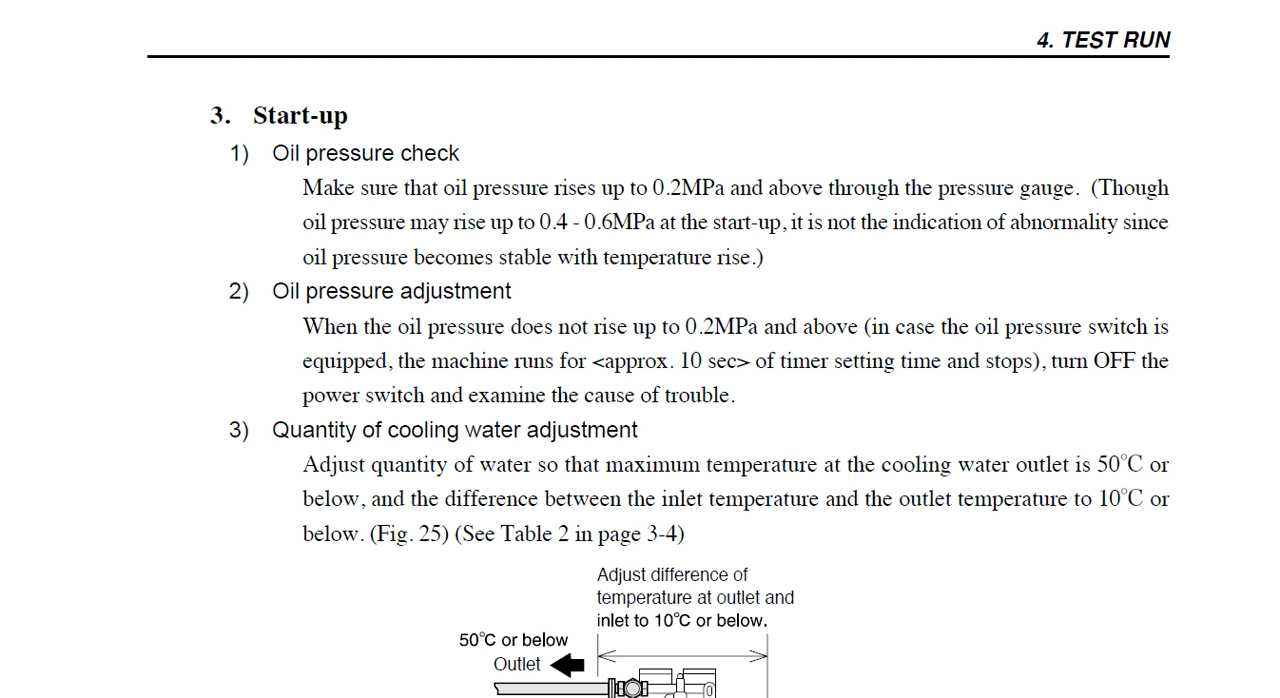 4. TEST RUN
3. Start-up
1) Oil pressure check
Make sure that oil pressure rises up to 0.2MPa and above through the pressure gauge. (Though
oil pressure may rise up to 0.4 - 0.6MPa at the start-up, it is not the indication of abnormality since
oil pressure becomes stable with temperature rise.)
2) Oil pressure adjustment
When the oil pressure does not rise up to 0.2MPa and above (in case the oil pressure switch is
equipped, the machine runs for <approx. 10 sec> of timer setting time and stops), turn OFF the
power switch and examine the cause of trouble.
3) Quantity of cooling water adjustment
Adjust quantity of water so that maximum temperature at the cooling water outlet is 50°C or
below, and the difference between the inlet temperature and the outlet temperature to 10°C or
below. (Fig. 25) (See Table 2 in page 3-4)
Adjust difference of
temperature at outlet and
inlet to 10°C or below.
50°C or below
Outlet